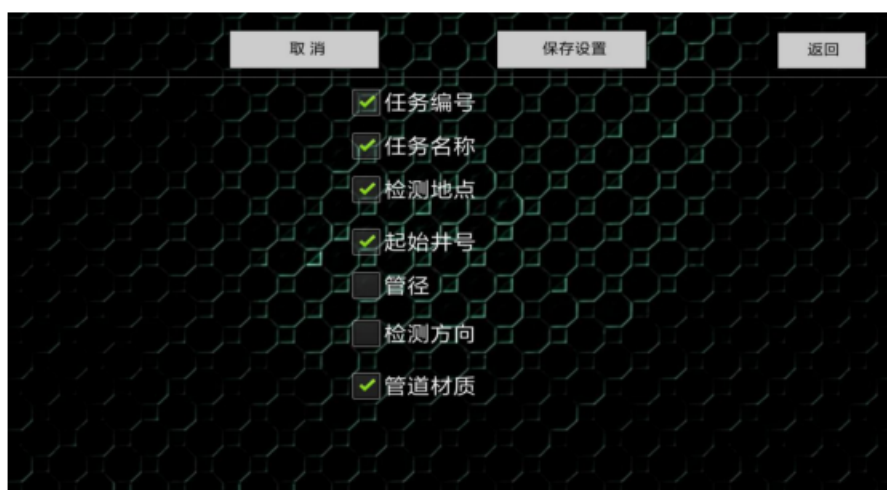 取消
保存设置
返回
任务编号
任务名称
检测地点
起始井号
管径
检测方向
管道材质